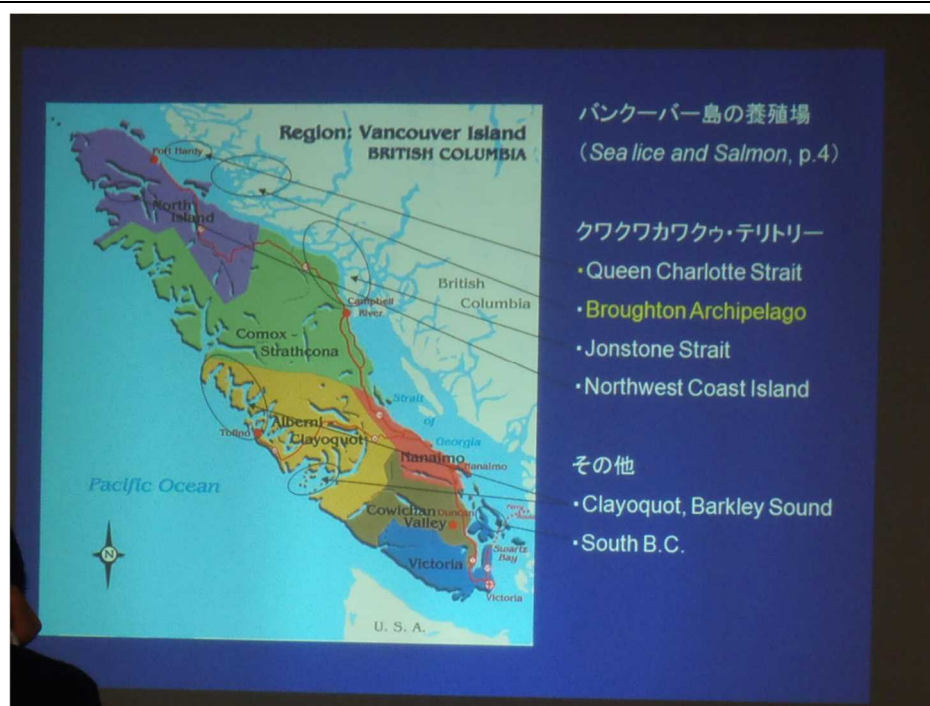 Region: Vancouver Island
BRITISH COLUMBIA
Port Hardy
North
Island
British
Columbia
Campbell
River
Comox -
Strathcona
Strait
of
Georgia
Alberni
Clayoquot
Tofino
Nanaimo
Nanaimo
Pacific Ocean
Cowichan
Valley
Duncan
Swartz
Bay
Victoria
Victoria
N
U. S. A.
バンクーバー島の養殖場
(Sea lice and Salmon, p.4)
クワクワカワクゥ・テリトリー
・Queen Charlotte Strait
・Broughton Archipelago
・Jonstone Strait
・Northwest Coast Island
その他
・Clayoquot, Barkley Sound
・South B.C.